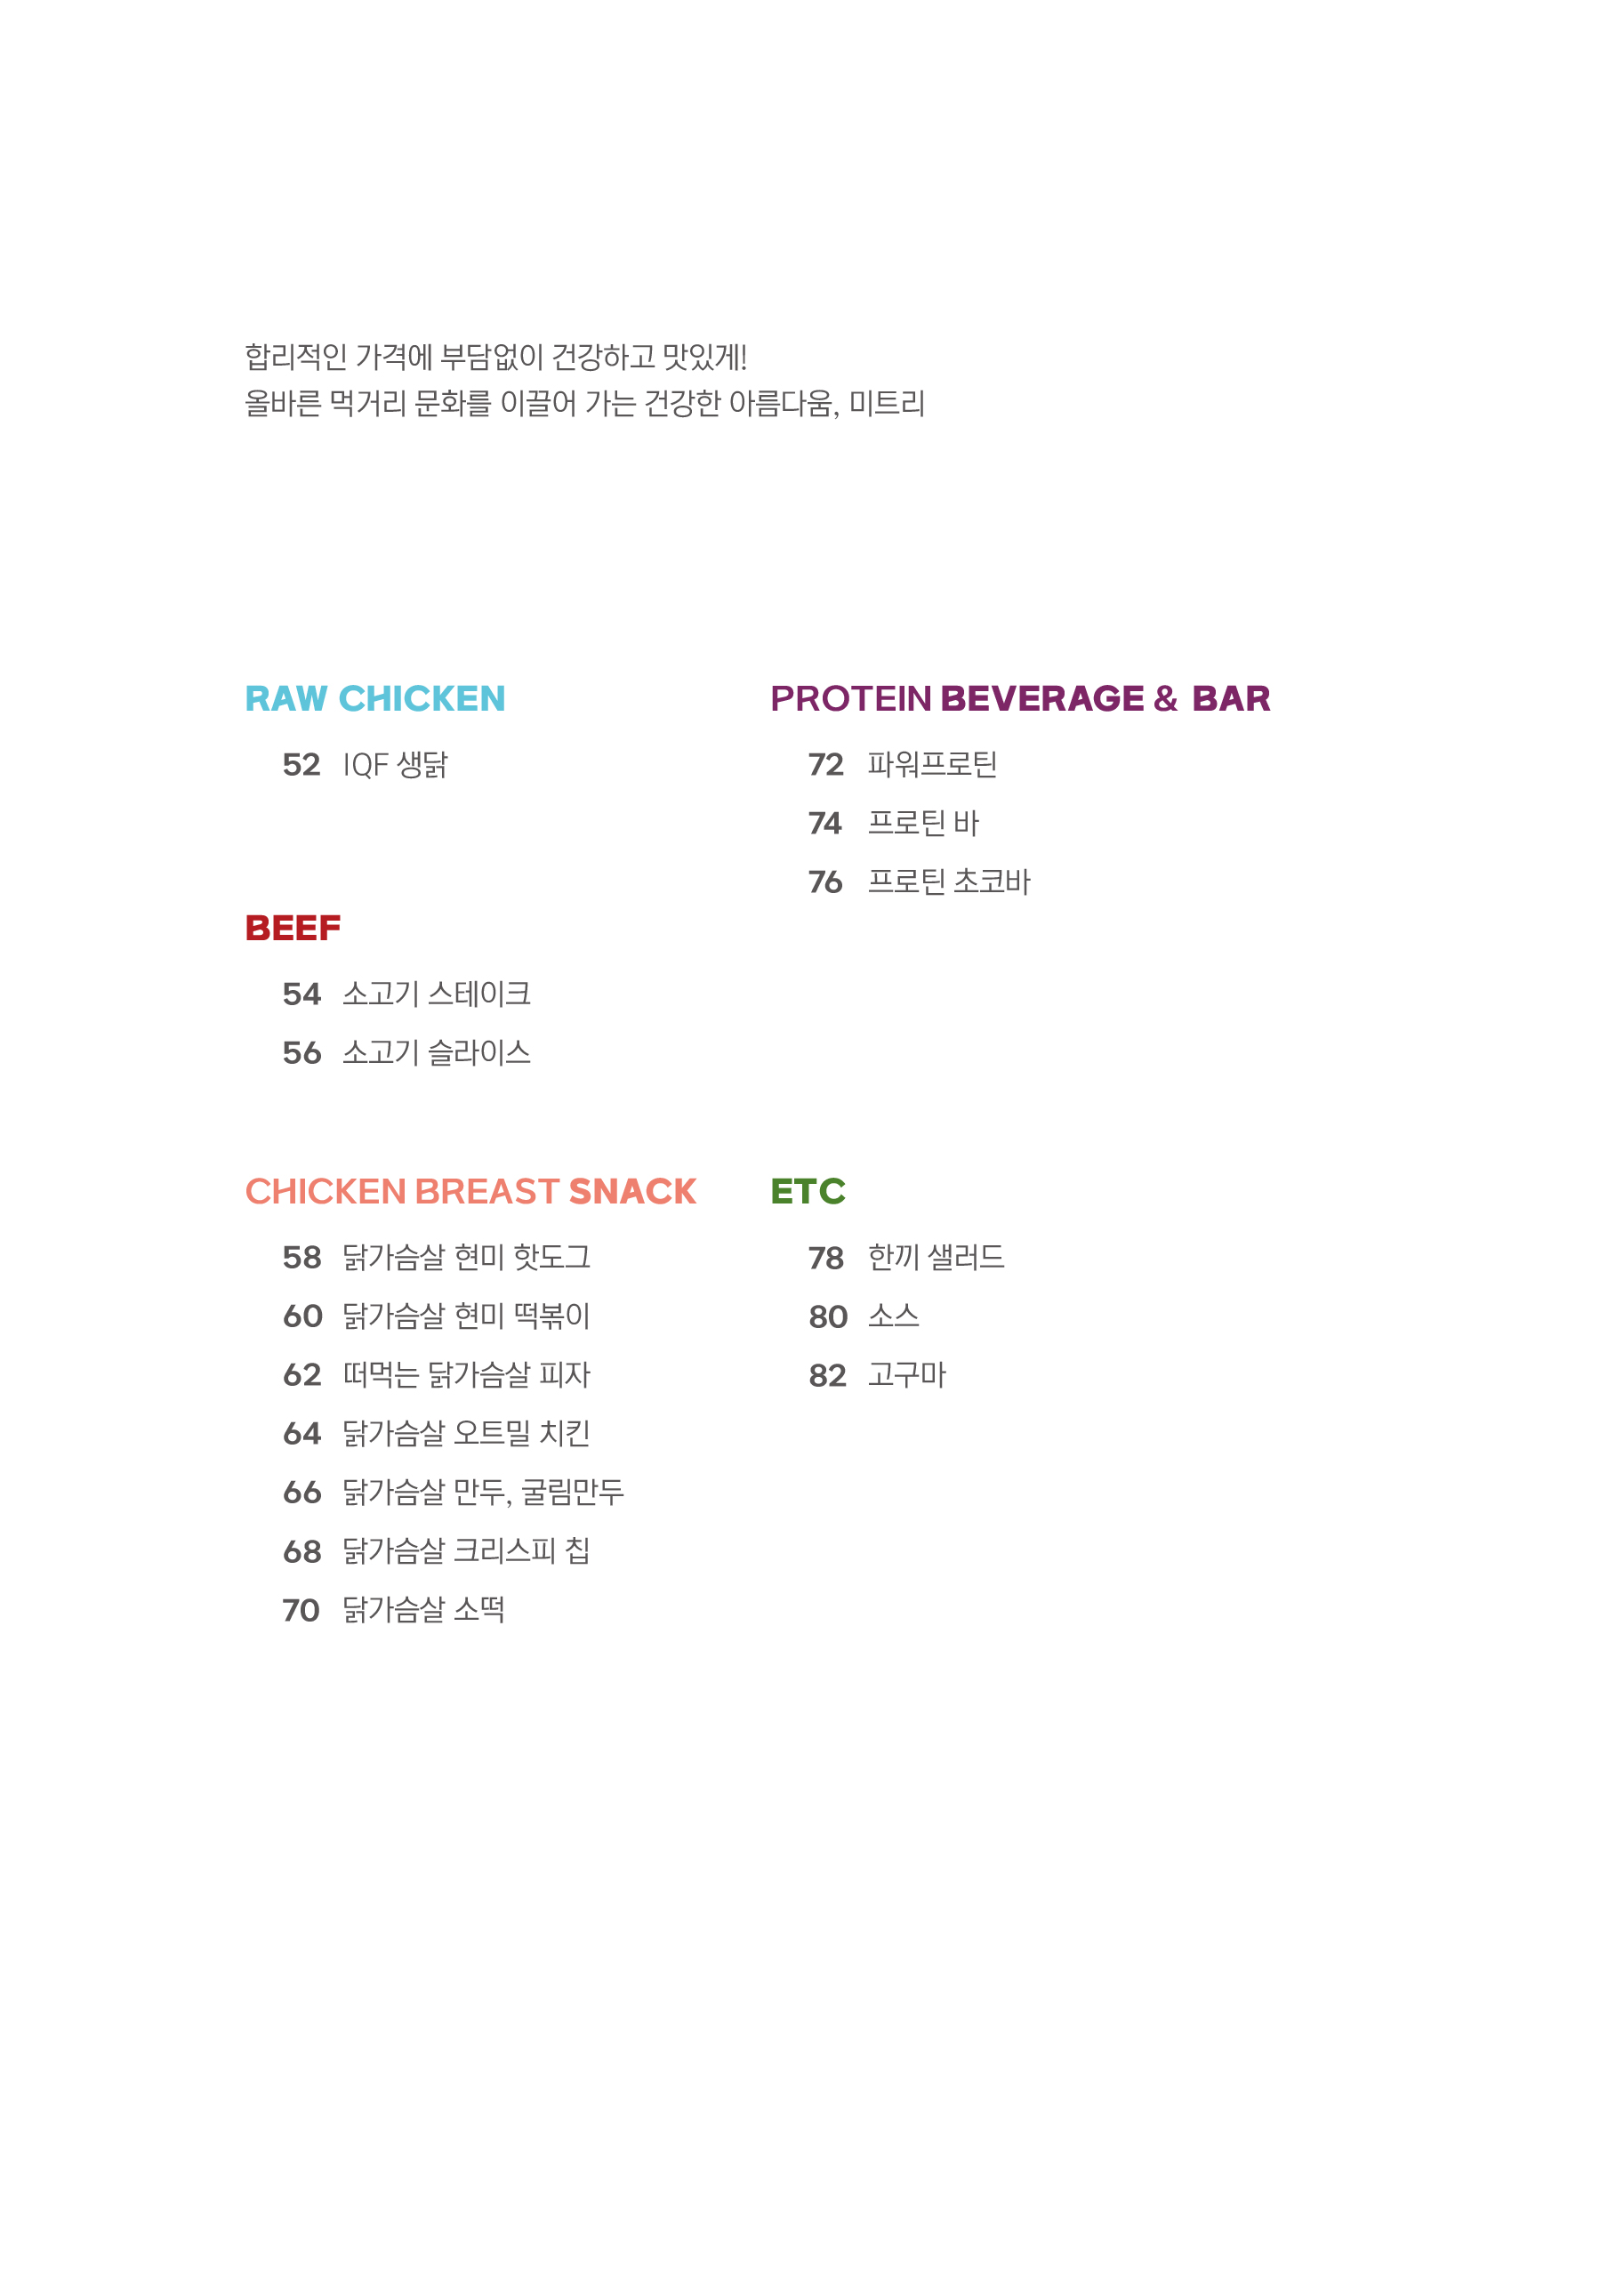 합리적인 가격에 부담없이 건강하고 맛있게!
올바른 먹거리 문화를 이끌어 가는 건강한 아름다움, 미트리
RAW CHICKEN
52 IQF 생닭
BEEF
54 소고기 스테이크
56 소고기 슬라이스
CHICKEN BREAST SNACK
58 닭가슴살 현미 핫도그
60 닭가슴살 현미 떡볶이
62 떠먹는 닭가슴살 피자
64 닭가슴살 오트밀 치킨
66 닭가슴살 만두, 굴림만두
68 닭가슴살 크리스피 칩
70 닭가슴살 소떡
PROTEIN BEVERAGE & BAR
72 파워프로틴
74 프로틴 바
76 프로틴 초코바
ETC
78 한끼 샐러드
80 소스
82 고구마